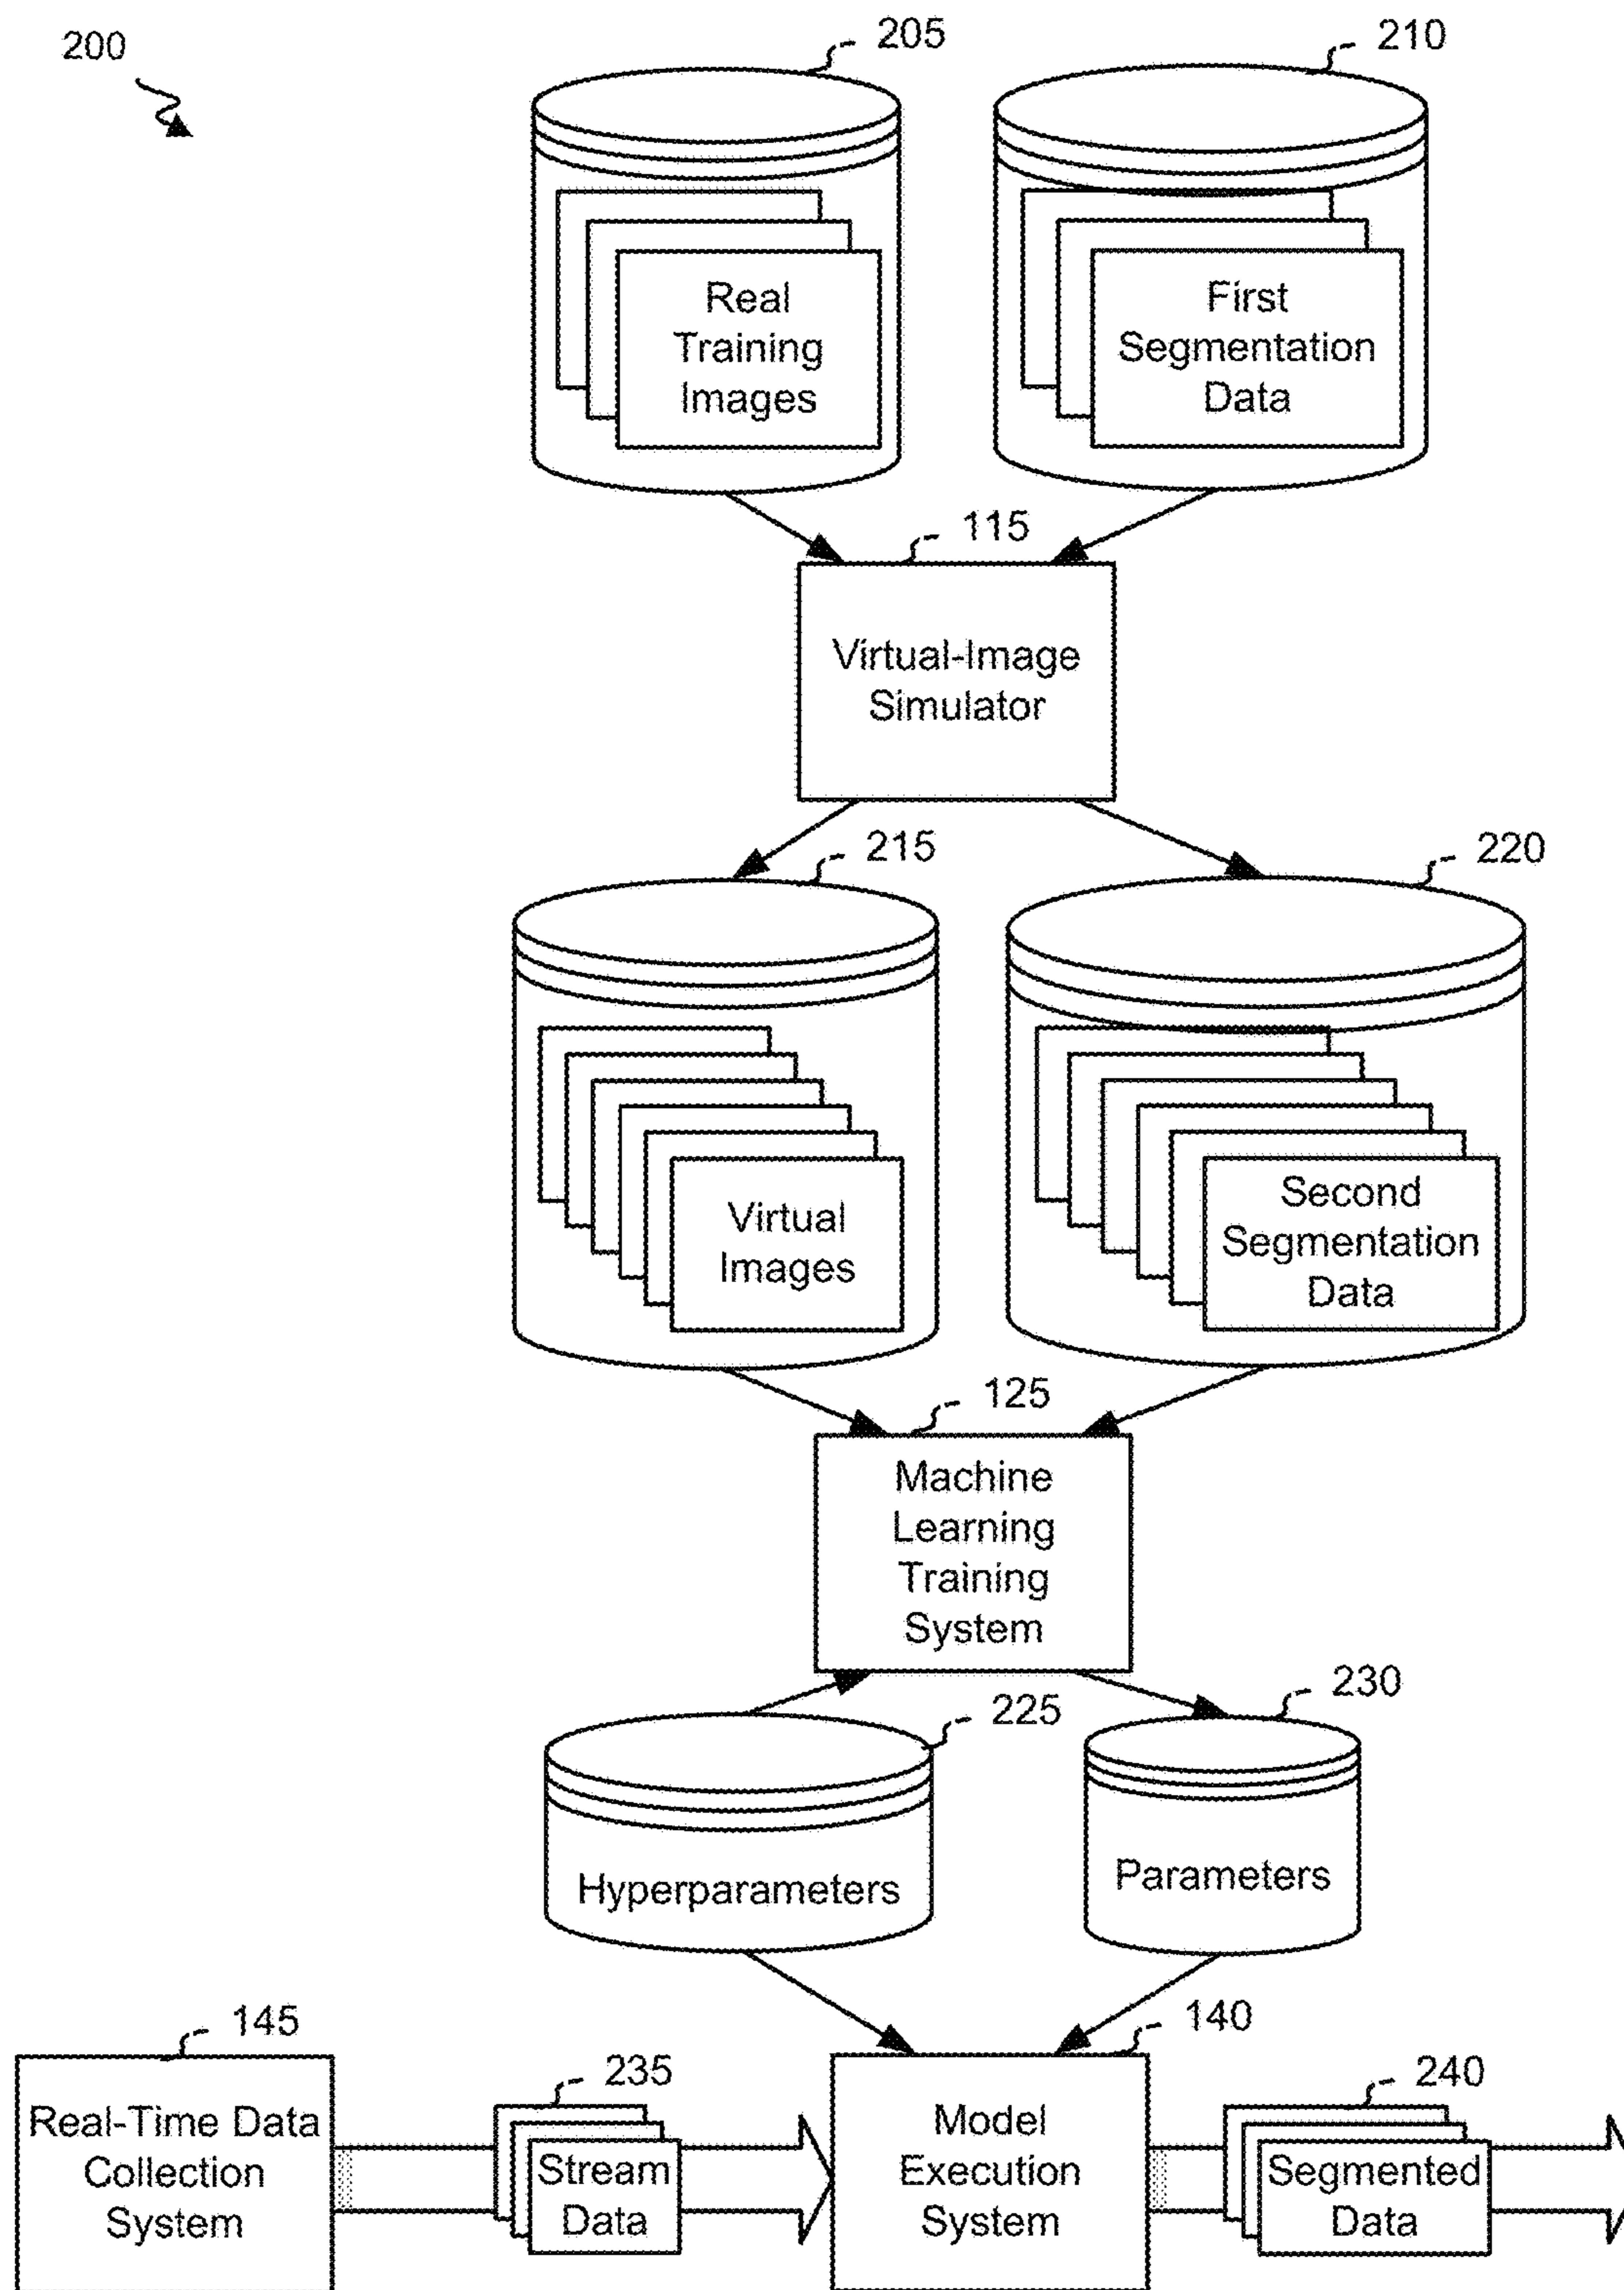 200
205
210
Real
Training
Images
First
Segmentation
Data
115
Virtual-Image
Simulator
215
220
Virtual
Images
Second
Segmentation
Data
125
Machine
Learning
Training
System
225
230
Hyperparameters
Parameters
145
235
140
240
Real-Time Data
Collection
System
Stream
Data
Model
Execution
System
Segmented
Data